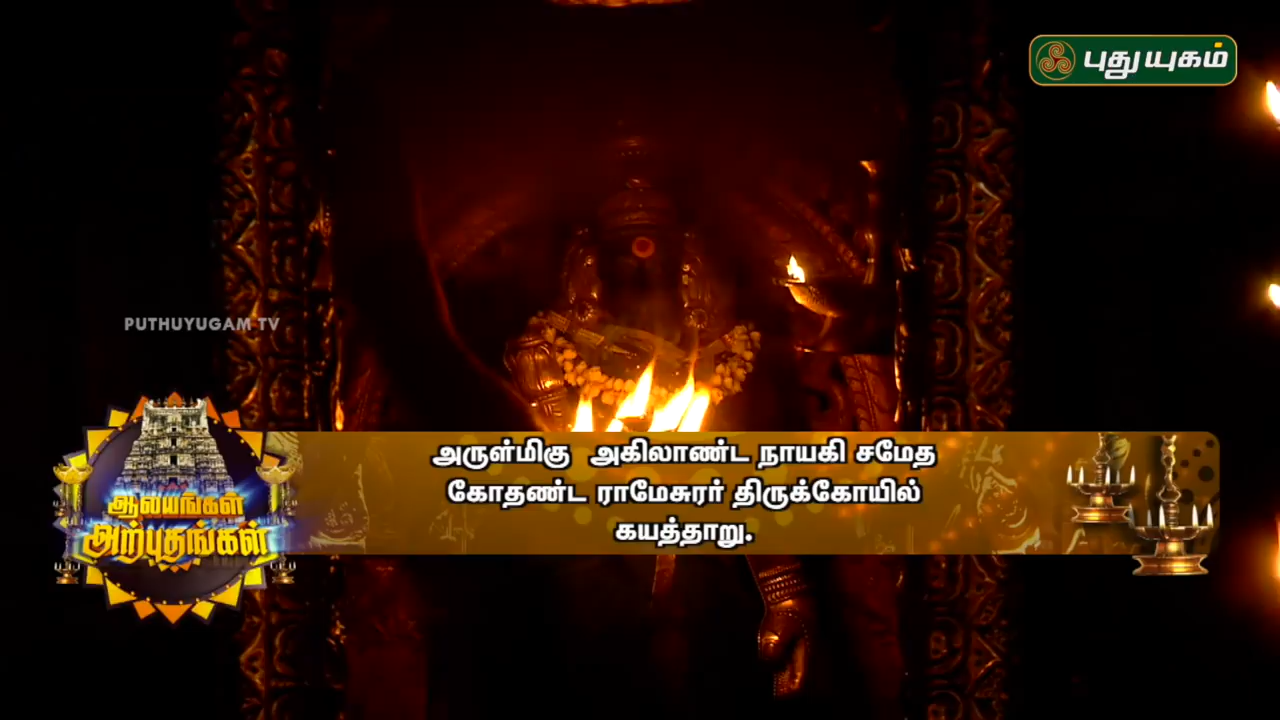 புதுயுகம்
PUTHUYUGAM TV
அருள்மிகு அகிலாண்ட நாயகி சமேத
கோதண்ட ராமேசுரர் திருக்கோயில்
கயத்தாறு.
ஆலயங்கள்
அற்புதங்கள்